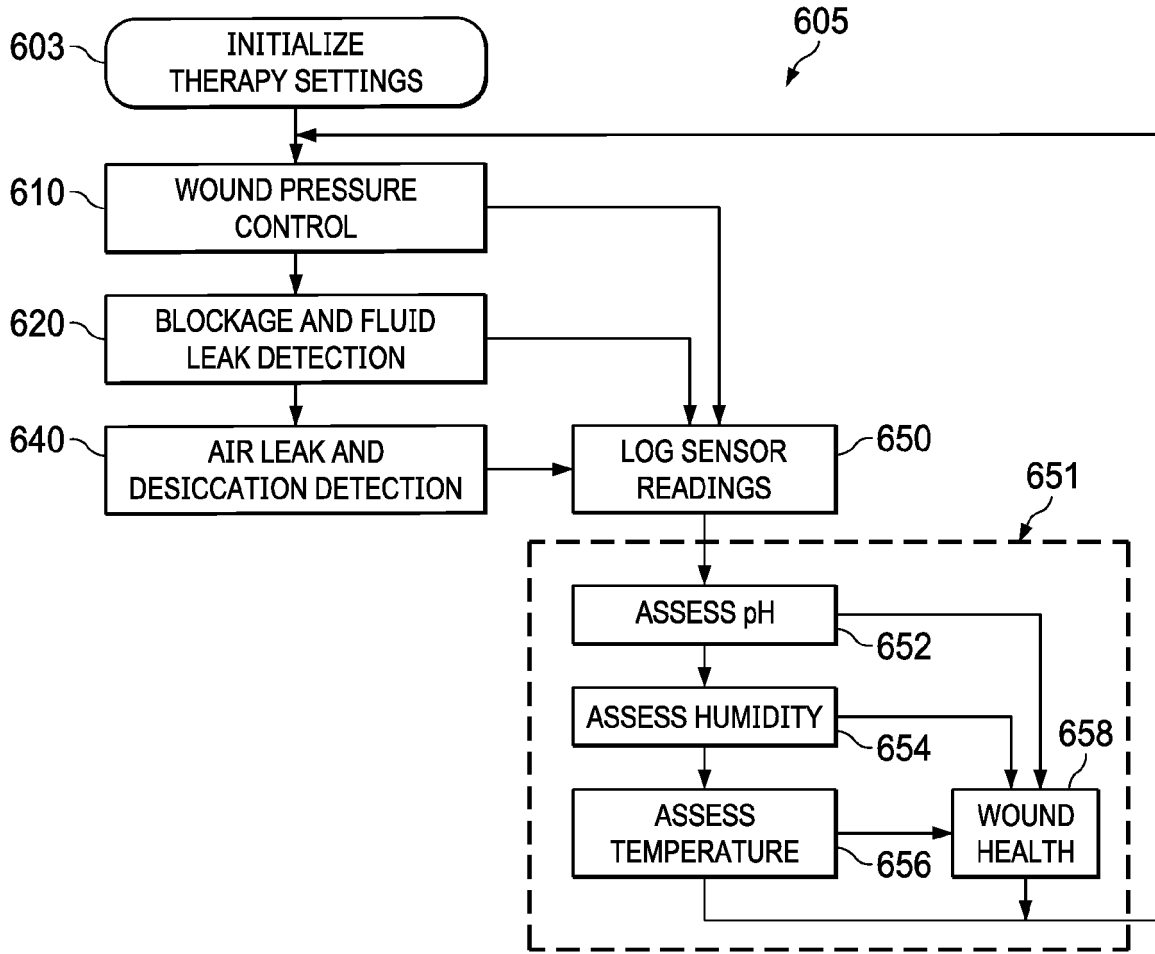 603
INITIALIZE
THERAPY SETTINGS
605
610
WOUND PRESSURE
CONTROL
620
BLOCKAGE AND FLUID
LEAK DETECTION
640
AIR LEAK AND
DESICCATION DETECTION
LOG SENSOR
READINGS
650
651
ASSESS pH
652
ASSESS HUMIDITY
654
ASSESS
TEMPERATURE
656
658
WOUND
HEALTH